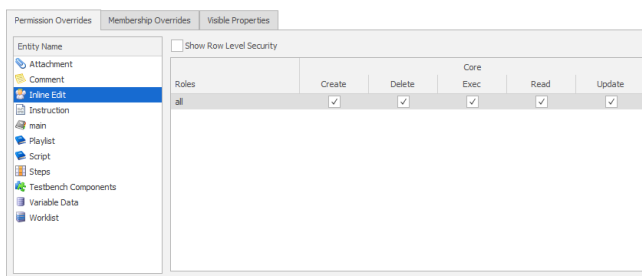 Permission Overrides Membership Overrides Visible Properties
Entity Name
Attachment
Comment
Inline Edit
Instruction
main
Playlist
Script
Steps
Testbench Components
Variable Data
Worklist
Show Row Level Security
Core
Roles Create Delete Exec Read Update
all